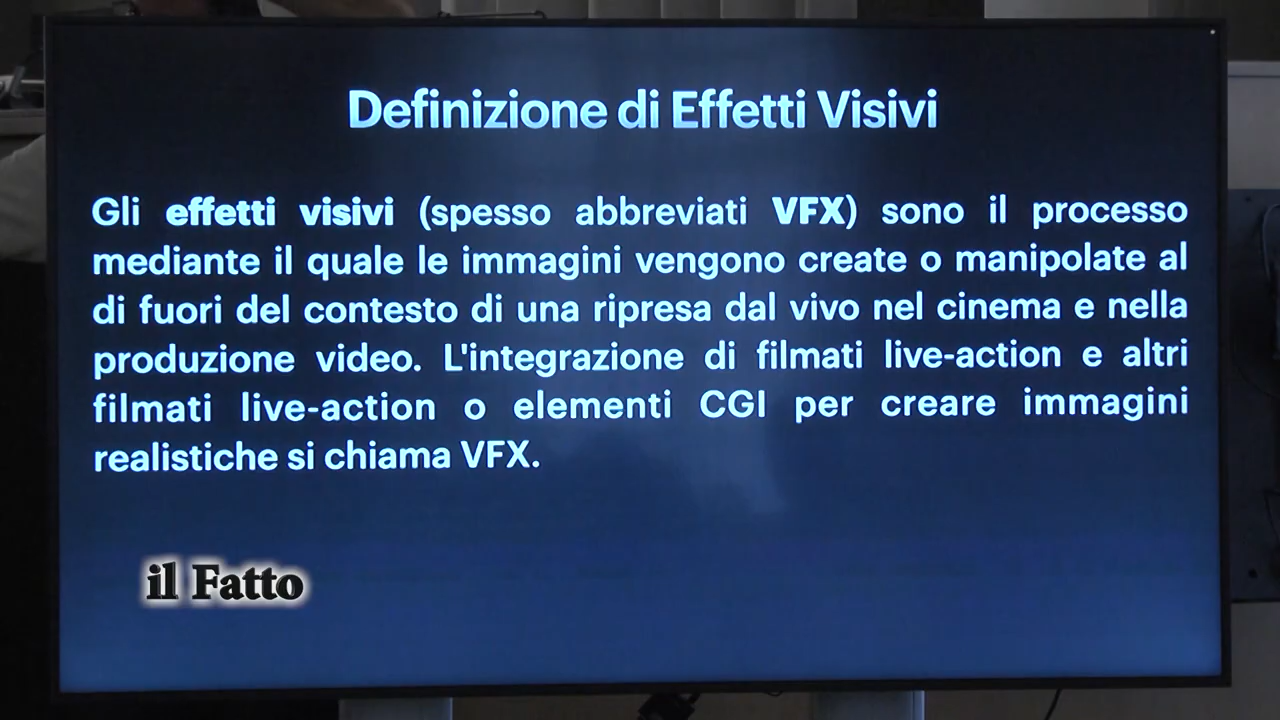 Definizione di Effetti Visivi
Gli effetti visivi (spesso abbreviati VFX) sono il processo
mediante il quale le immagini vengono create o manipolate al
di fuori del contesto di una ripresa dal vivo nel cinema e nella
produzione video. L'integrazione di filmati live-action e altri
filmati live-action o elementi CGI per creare immagini
realistiche si chiama VFX.
il Fatto